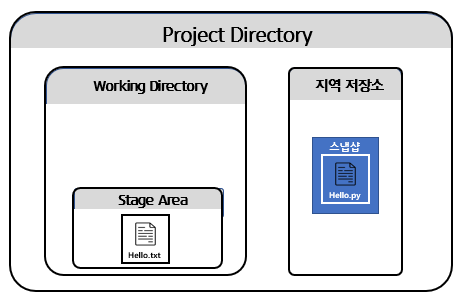 Project Directory
Working Directory
지역 저장소
스냅샷
Hello.py
Stage Area
Hello.txt